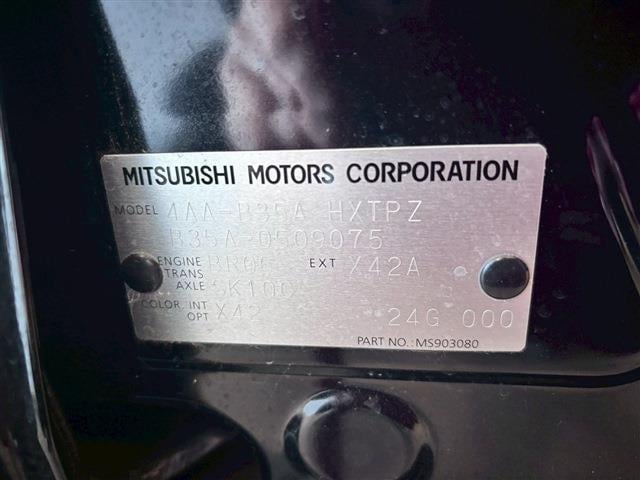 MITSUBISHI MOTORS CORPORATION
MODEL 4AA-B35A HXTPZ
B35A-0509075
ENGINE BR06 EXT X42A
TRANS
AXLE
COLOR, INT X42
OPT 24G 000
PART NO.: MS903080